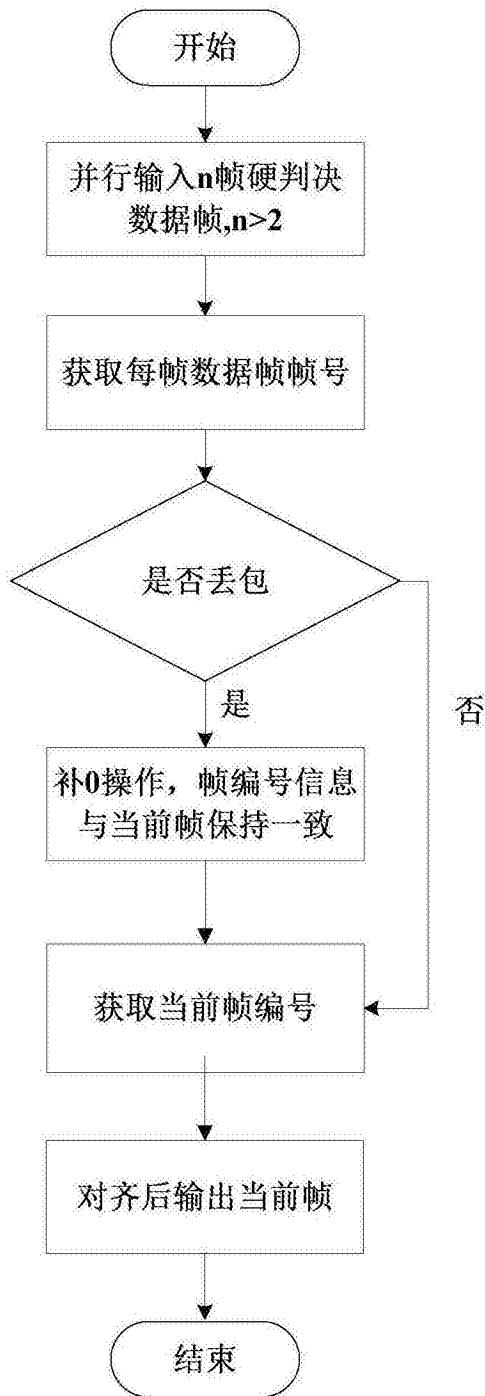 开始
并行输入n帧硬判决
数据帧,n>2
获取每帧数据帧帧号
是否丢包
是
否
补0操作，帧编号信息
与当前帧保持一致
获取当前帧编号
对齐后输出当前帧
结束